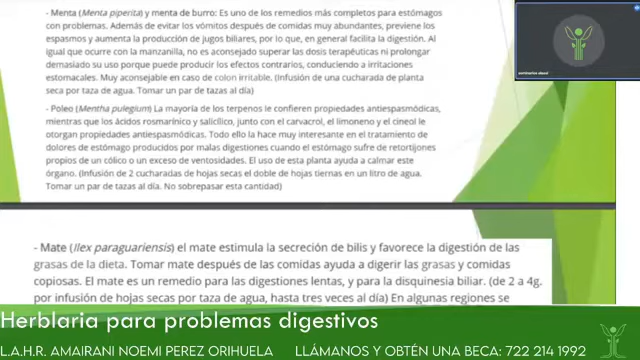 - Menta (Menta piperita) y menta de burro: Es uno de los remedios más completos para estómagos
con problemas. Además de evitar los vómitos después de comidas muy abundantes, previene los
espasmos y aumenta la producción de jugos biliares, por lo que, en general facilita la digestión. Al
igual que ocurre con la manzanilla, no es aconsejado superar las dosis terapéuticas ni prolongar
demasiado su uso porque puede producir los efectos contrarios, conduciendo a irritaciones
estomacales. Muy aconsejable en caso de colon irritable. (Infusión de una cucharada de planta
seca por taza de agua. Tomar un par de tazas al día)
- Poleo (Mentha pulegium) La mayoría de los terpenos le confieren propiedades antiespasmódicas,
mientras que los ácidos rosmarínico y salicílico, junto con el carvacrol, el limoneno y el cineol le
otorgan propiedades antiespasmódicas. Todo ello la hace muy interesante en el tratamiento de
dolores de estómago producidos por malas digestiones cuando el estómago sufre de retortijones
propios de un cólico o un exceso de ventosidades. El uso de esta planta ayuda a calmar este
órgano. (Infusión de 2 cucharadas de hojas secas el doble de hojas tiernas en un litro de agua.
Tomar un par de tazas al día. No sobrepasar esta cantidad)
- Mate (Ilex paraguariensis) el mate estimula la secreción de bilis y favorece la digestión de las
grasas de la dieta. Tomar mate después de las comidas ayuda a digerir las grasas y comidas
copiosas. El mate es un remedio para las digestiones lentas, y para la disquinesia biliar. (de 2 a 4g.
por infusión de hojas secas por taza de agua, hasta tres veces al día) En algunas regiones se
Herblaria para problemas digestivos
L.A.H.R. AMAIRANI NOEMI PEREZ ORIHUELA LLÁMANOS Y OBTÉN UNA BECA: 722 214 1992